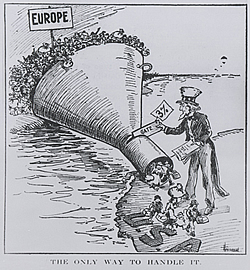 EUROPE
3%
GATE
THE ONLY WAY TO HANDLE IT.